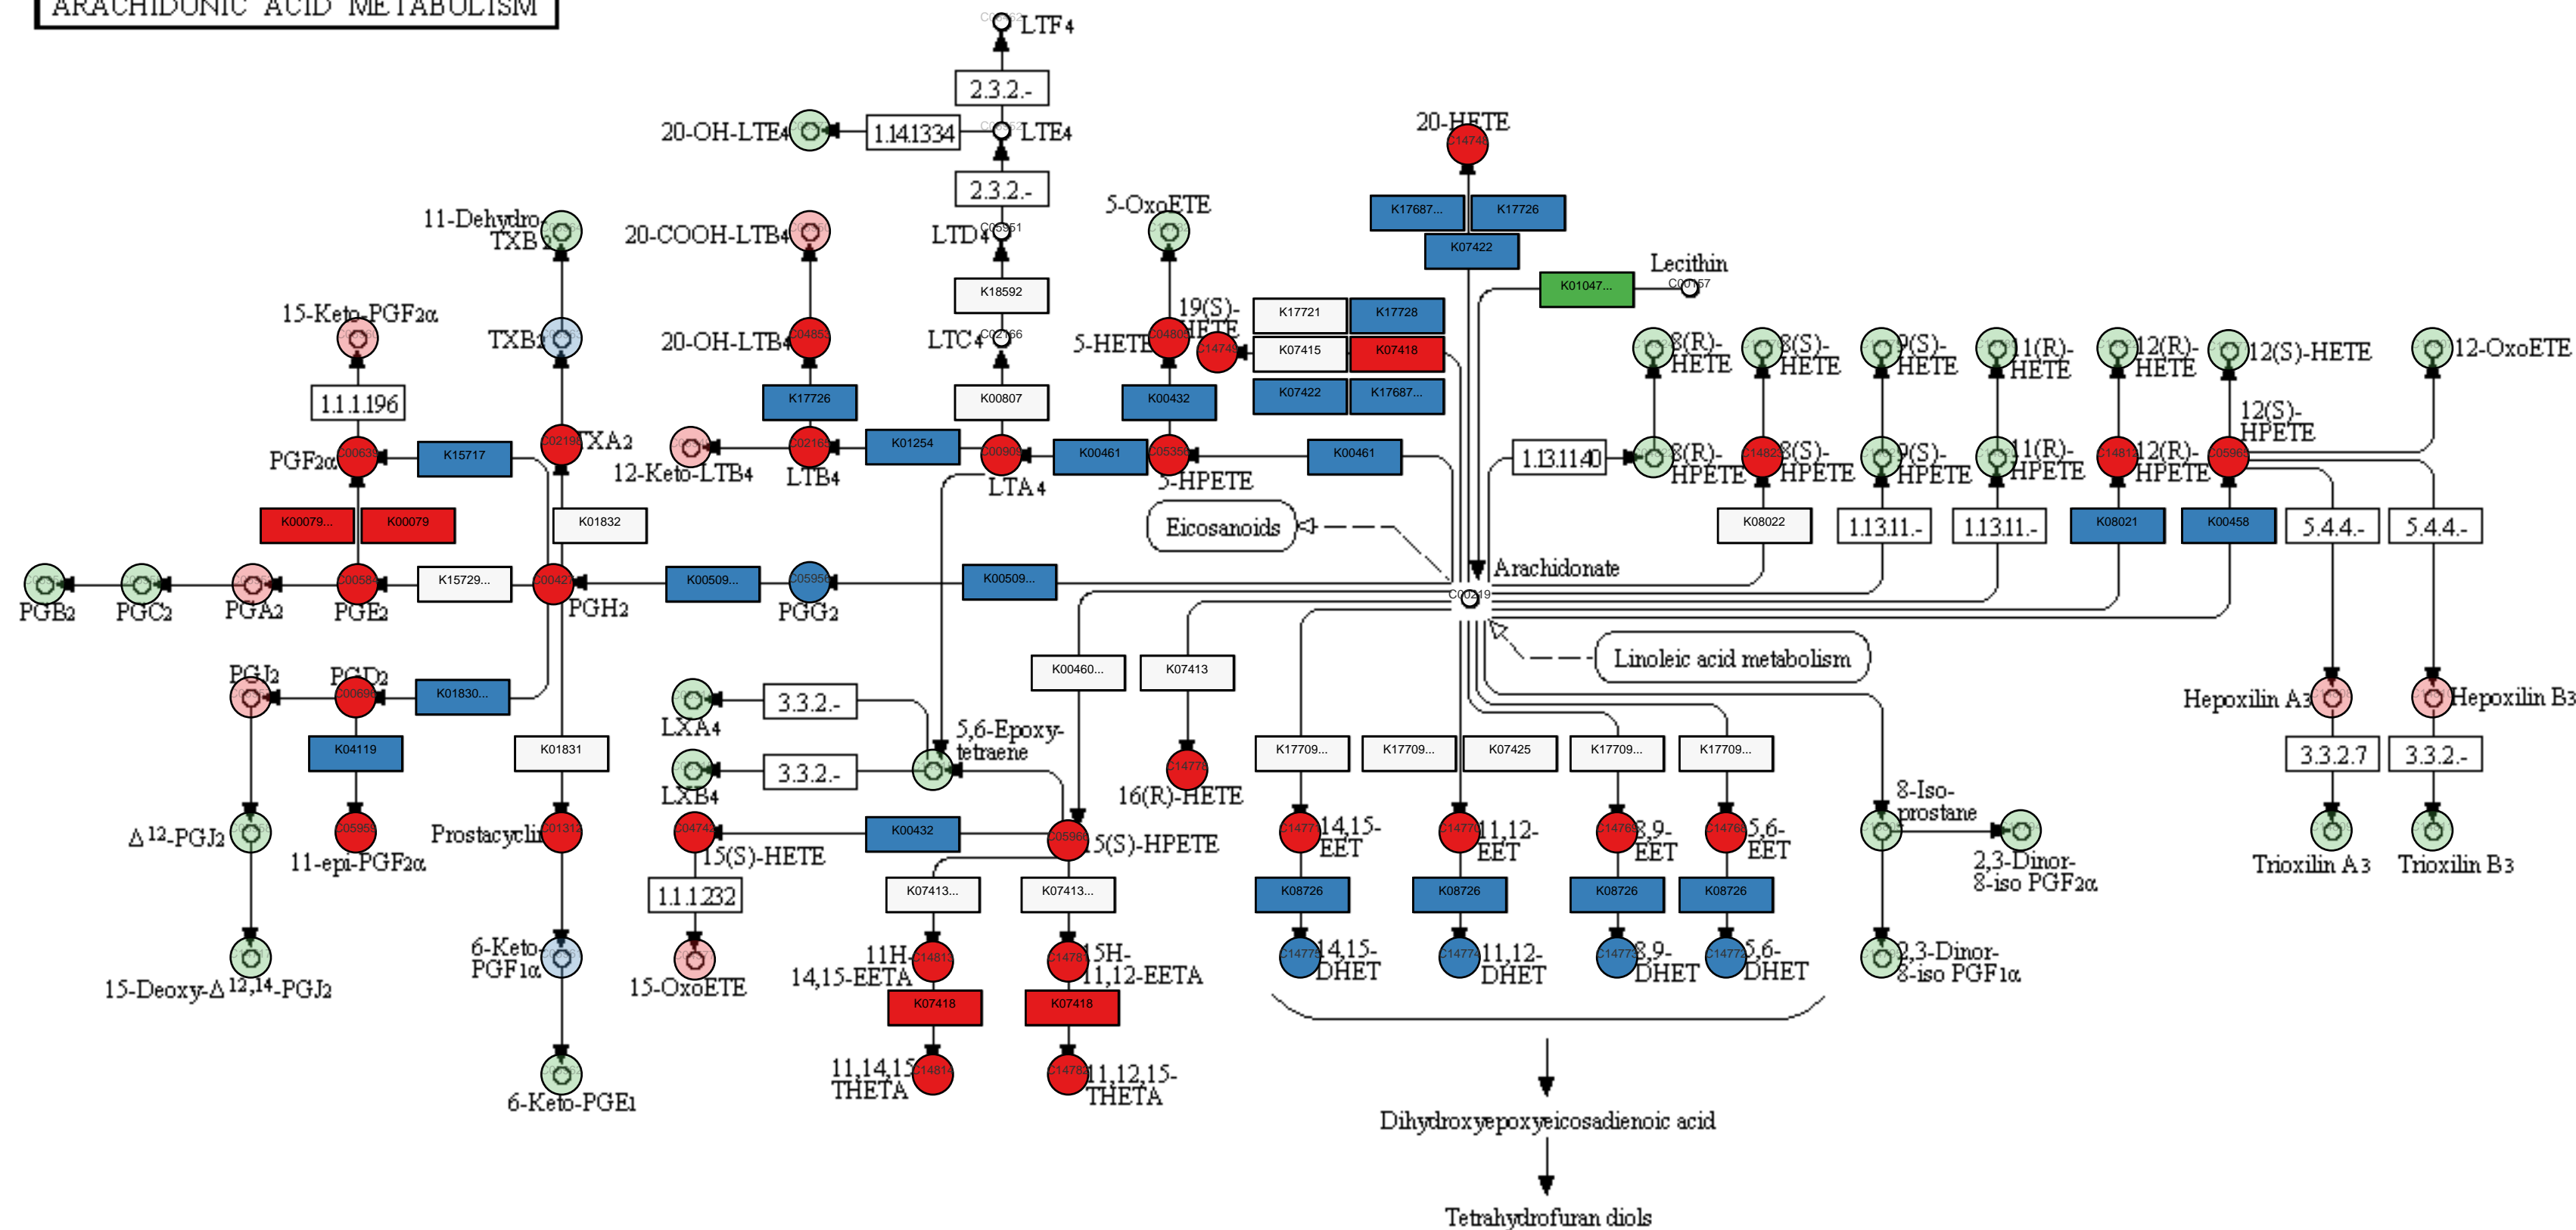 ARACHIDONIC ACID METABOLISM
LTF4
2.3.2.-
20-OH-LTE4
1.14.13.34
LTE4
20-HETE
C14748
2.3.2.-
K17687...
K17726
11-Dehydro-
TXB2
20-COOH-LTB4
LTD4
C05951
5-OxoETE
K07422
Lecithin
C00157
K01047...
K18592
15-Keto-PGF2α
TXB2
20-OH-LTB4
LTC4
C02166
5-HETE
19(S)-
HETE
K17721
K17728
K07415
K07418
K07422
K17687...
8(R)-
HETE
8(S)-
HETE
9(S)-
HETE
11(R)-
HETE
12(R)-
HETE
12(S)-HETE
12-OxoETE
1.1.1.196
K17726
K00807
K00432
PGF2α
K15717
TXA2
12-Keto-LTB4
LTB4
K01254
LTA4
K00461
5-HPETE
K00461
1.13.11.40
8(R)-
HPETE
8(S)-
HPETE
9(S)-
HPETE
11(R)-
HPETE
12(R)-
HPETE
12(S)-
HPETE
K00079...
K00079
K01832
Eicosanoids
K08022
1.13.11.-
1.13.11.-
K08021
K00458
5.4.4.-
5.4.4.-
PGB2
PGC2
PGA2
PGE2
K15729...
PGH2
K00509...
PGG2
K00509...
Arachidonate
C00219
Linoleic acid metabolism
PGJ2
PGD2
K01830...
K00460...
K07413
Hepoxilin A3
Hepoxilin B3
LXA4
3.3.2.-
5,6-Epoxy-
tetraene
K04119
K01831
LXB4
3.3.2.-
16(R)-HETE
K17709...
K17709...
K07425
K17709...
K17709...
3.3.2.7
3.3.2.-
Δ12-PGJ2
11-epi-PGF2α
Prostacyclin
15(S)-HETE
K00432
15(S)-HPETE
14,15-
EET
11,12-
EET
8,9-
EET
5,6-
EET
8-Iso-
prostane
2,3-Dinor-
8-iso PGF2α
Trioxilin A3
Trioxilin B3
1.1.1.232
K07413...
K07413...
K08726
K08726
K08726
K08726
15-Deoxy-Δ12,14-PGJ2
6-Keto-
PGF1α
15-OxoETE
11H-
14,15-EETA
15H-
11,12-EETA
14,15-
DHET
11,12-
DHET
8,9-
DHET
5,6-
DHET
2,3-Dinor-
8-iso PGF1α
K07418
K07418
6-Keto-PGE1
11,14,15-
THETA
11,12,15-
THETA
Dihydroxyepoxyeicosadienoic acid
Tetrahydrofuran diols